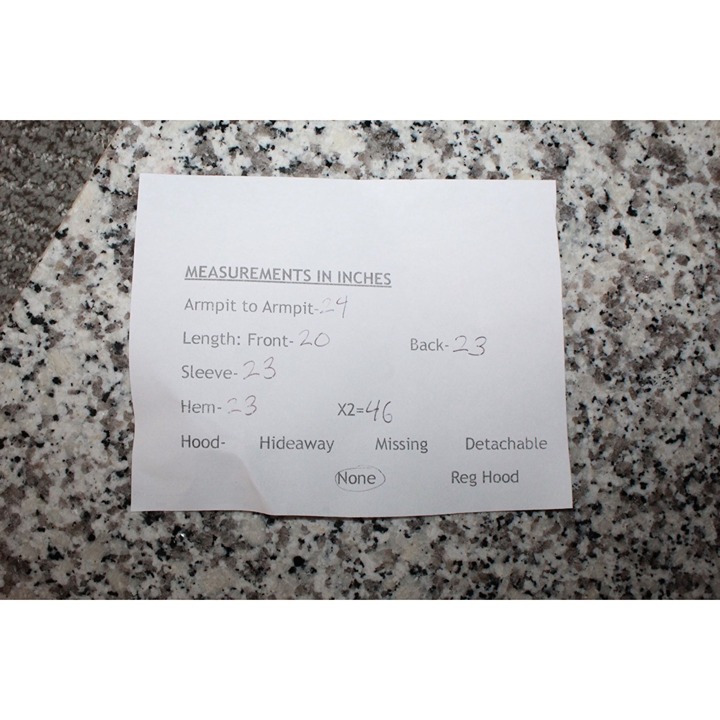 MEASUREMENTS IN INCHES
Armpit to Armpit-24
Length: Front-20 Back-23
Sleeve-23
Hem-23 X2=46
Hood- Hideaway Missing Detachable
None Reg Hood